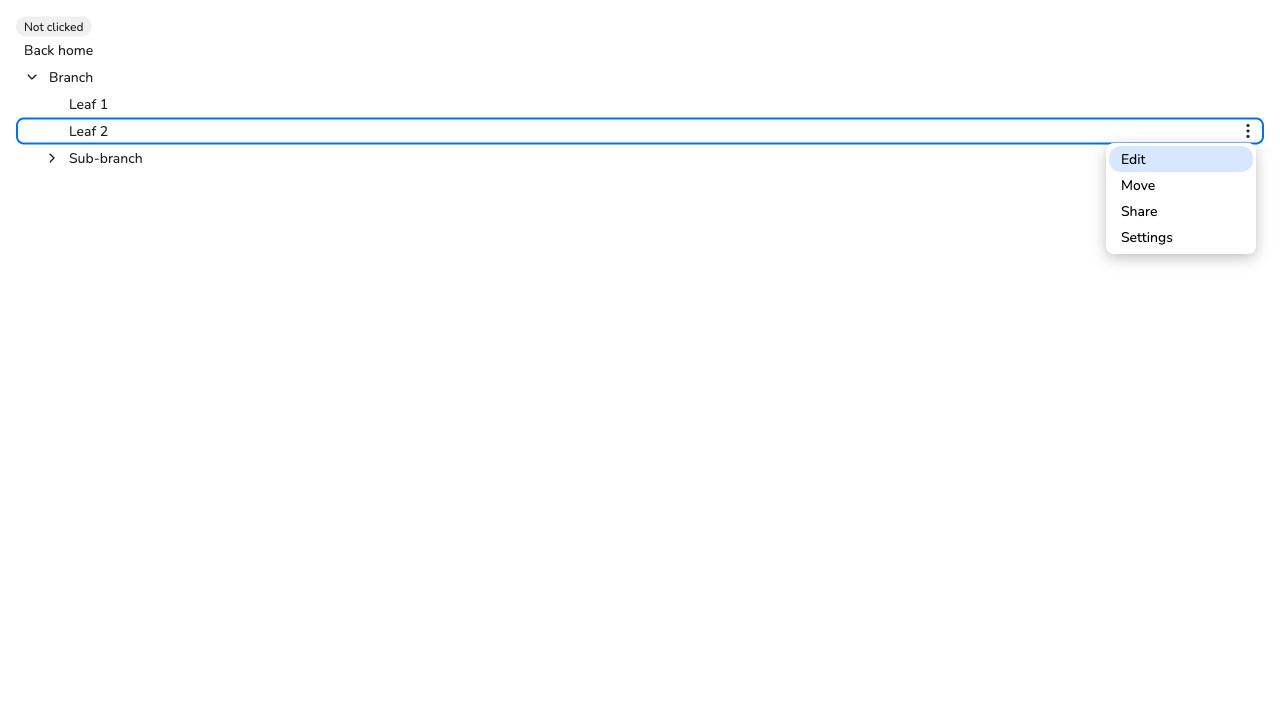 Not clicked
Back home
Branch
Leaf 1
Leaf 2
Sub-branch
Edit
Move
Share
Settings